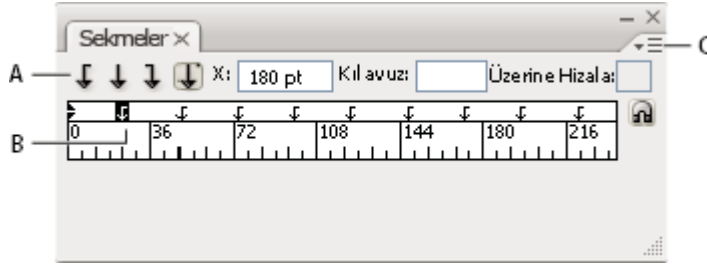 Sekmeler
C
A
X: 180 pt Kılavuz: Üzerine Hizala:
B
0 36 72 108 144 180 216